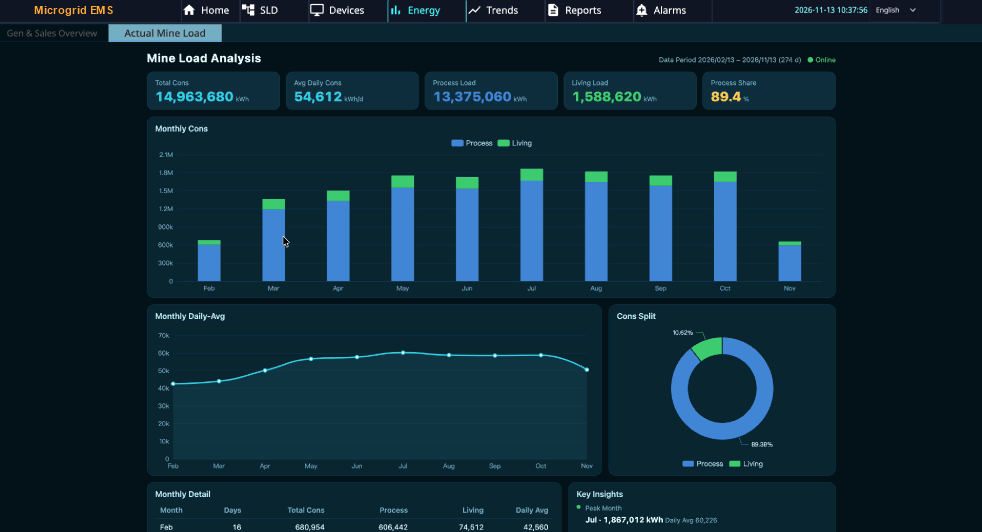 Microgrid EMS
Home
SLD
Devices
Energy
Trends
Reports
Alarms
2026-11-13 10:37:56
English
Gen & Sales Overview
Actual Mine Load
Mine Load Analysis
Data Period 2026/02/13 – 2026/11/13 (274 d)
Online
Total Cons
14,963,680 kWh
Avg Daily Cons
54,612 kWh/d
Process Load
13,375,060 kWh
Living Load
1,588,620 kWh
Process Share
89.4 %
Monthly Cons
Process Living
2.1M
1.8M
1.5M
1.2M
900k
600k
300k
0
Feb Mar Apr May Jun Jul Aug Sep Oct Nov
Monthly Daily-Avg
70k
60k
50k
40k
30k
20k
10k
0
Feb Mar Apr May Jun Jul Aug Sep Oct Nov
Cons Split
10.62%
89.38%
Process Living
Monthly Detail
Month Days Total Cons Process Living Daily Avg
Feb 16 680,954 606,442 74,512 42,560
Key Insights
Peak Month
Jul · 1,867,012 kWh Daily Avg 60,226